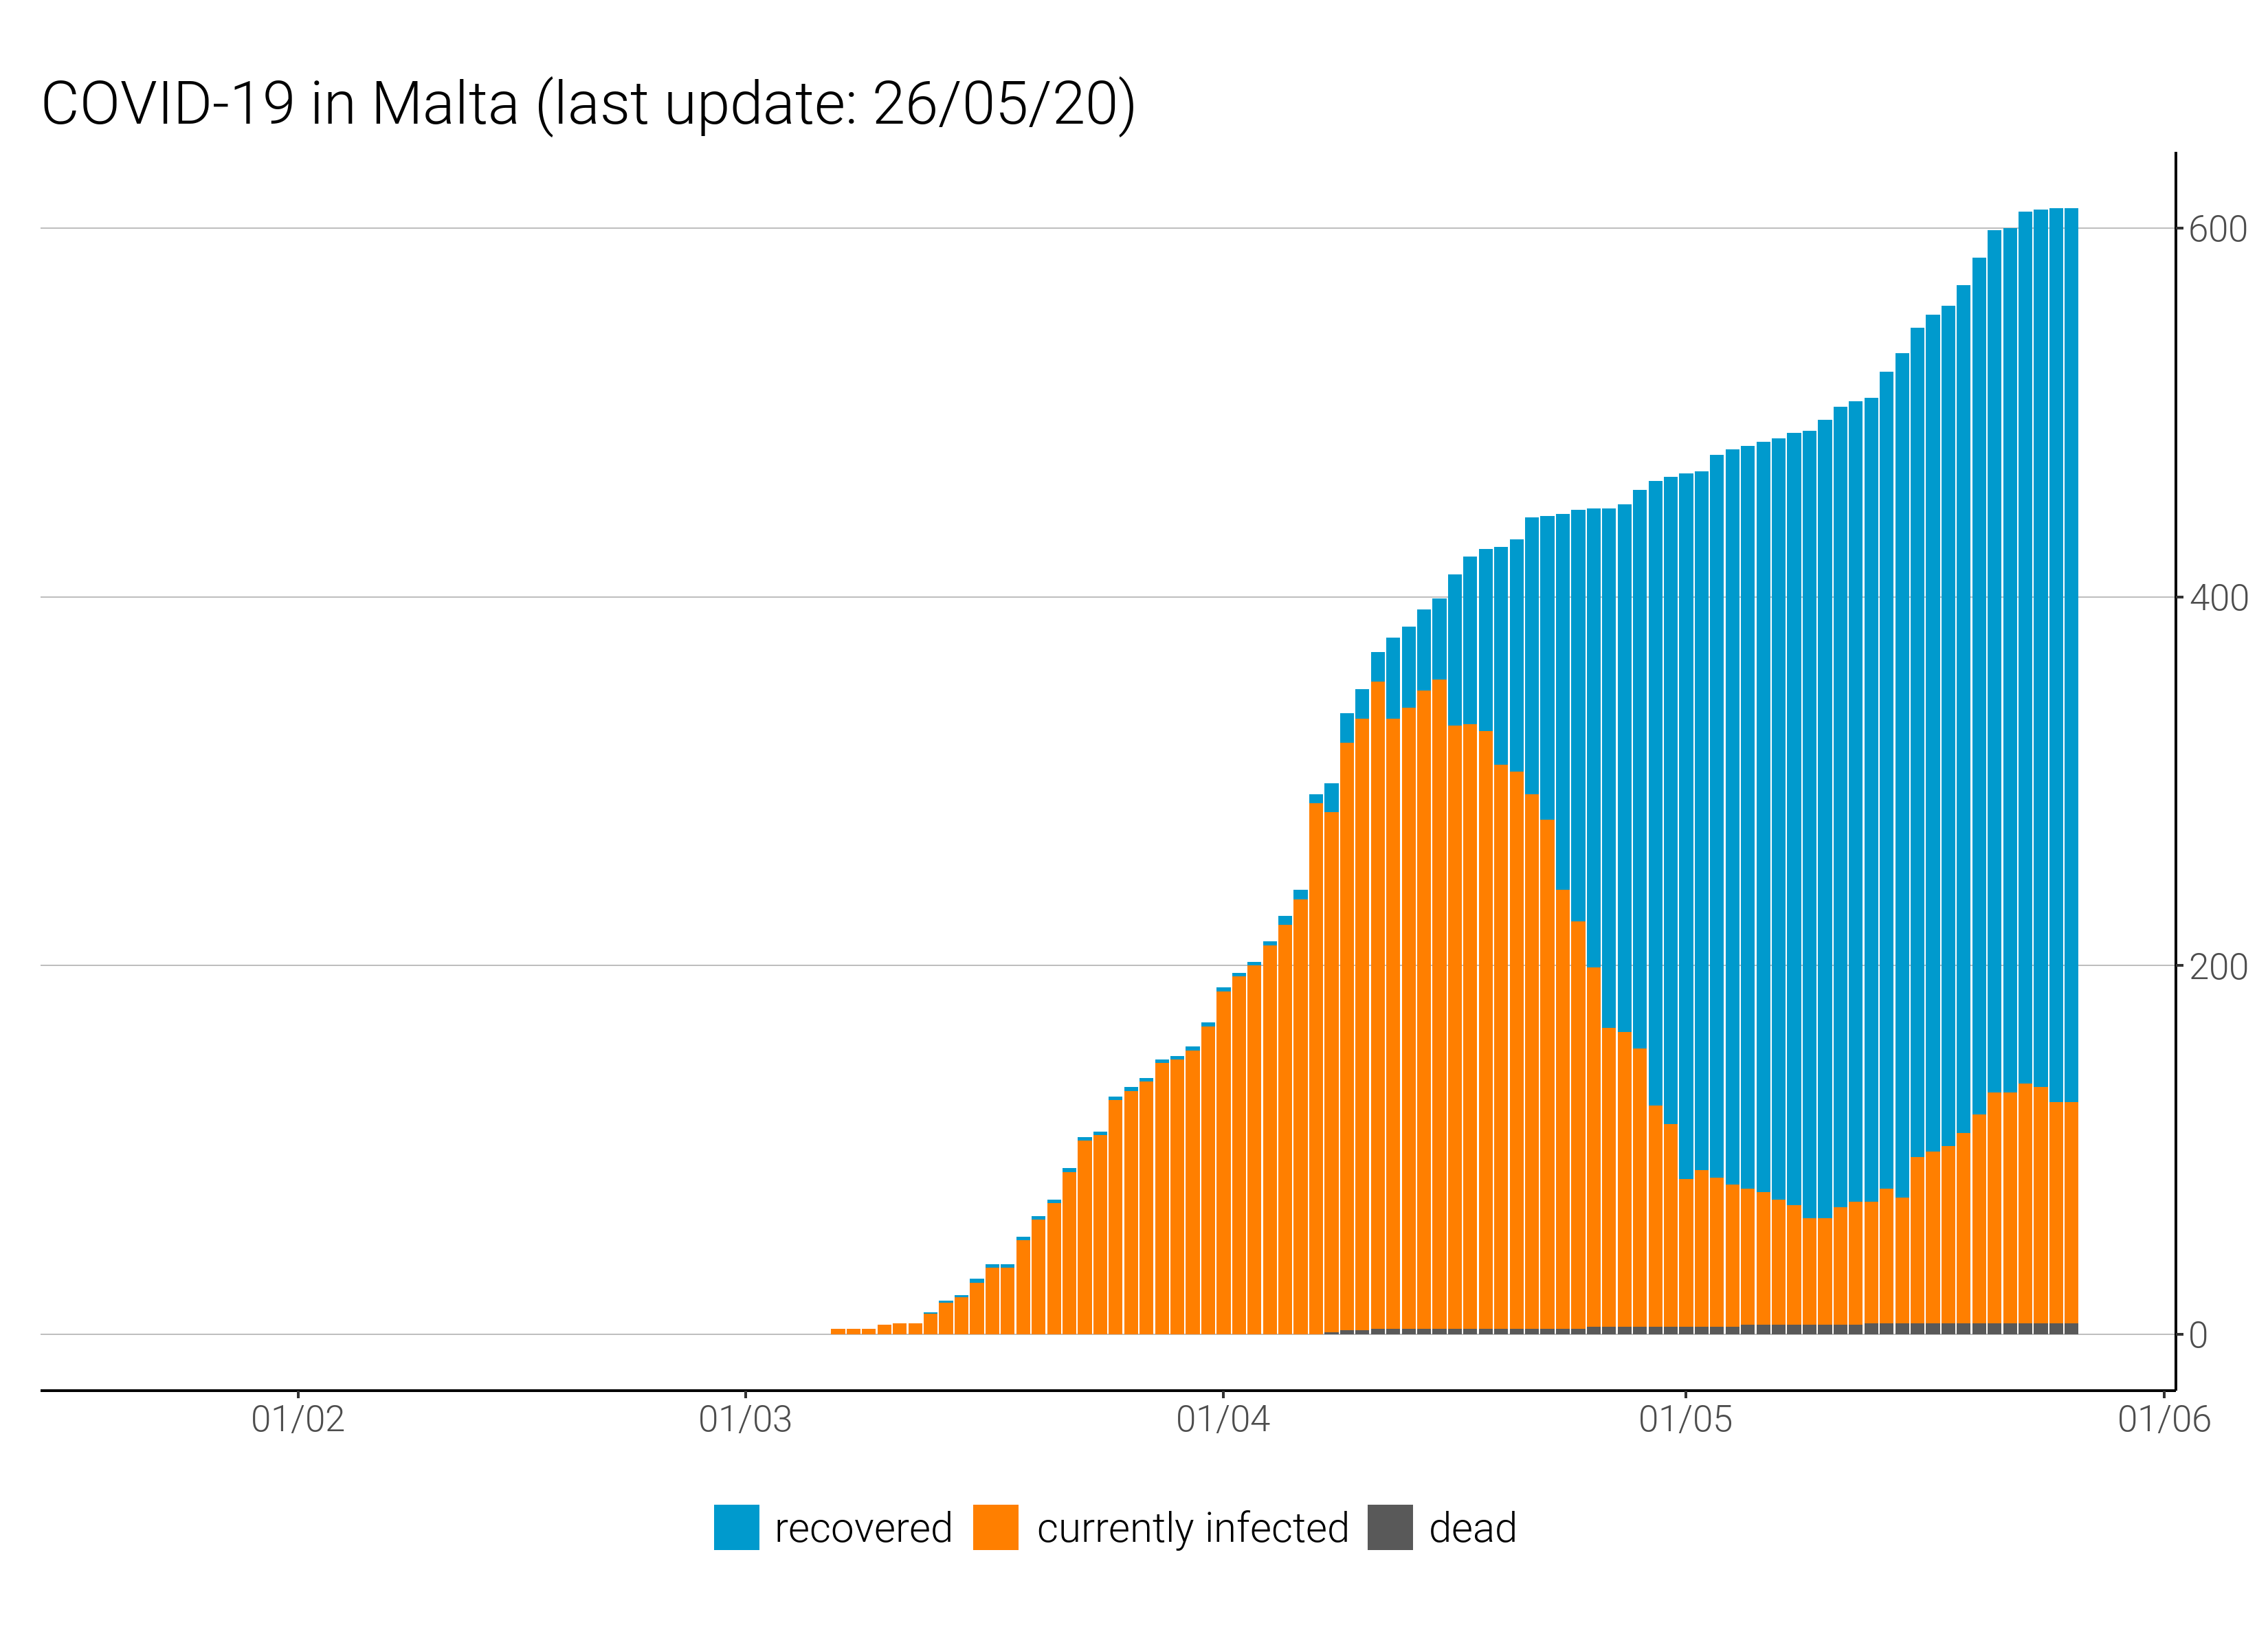 COVID-19 in Malta (last update: 26/05/20)
600
400
200
0
01/02 01/03 01/04 01/05 01/06
recovered currently infected dead